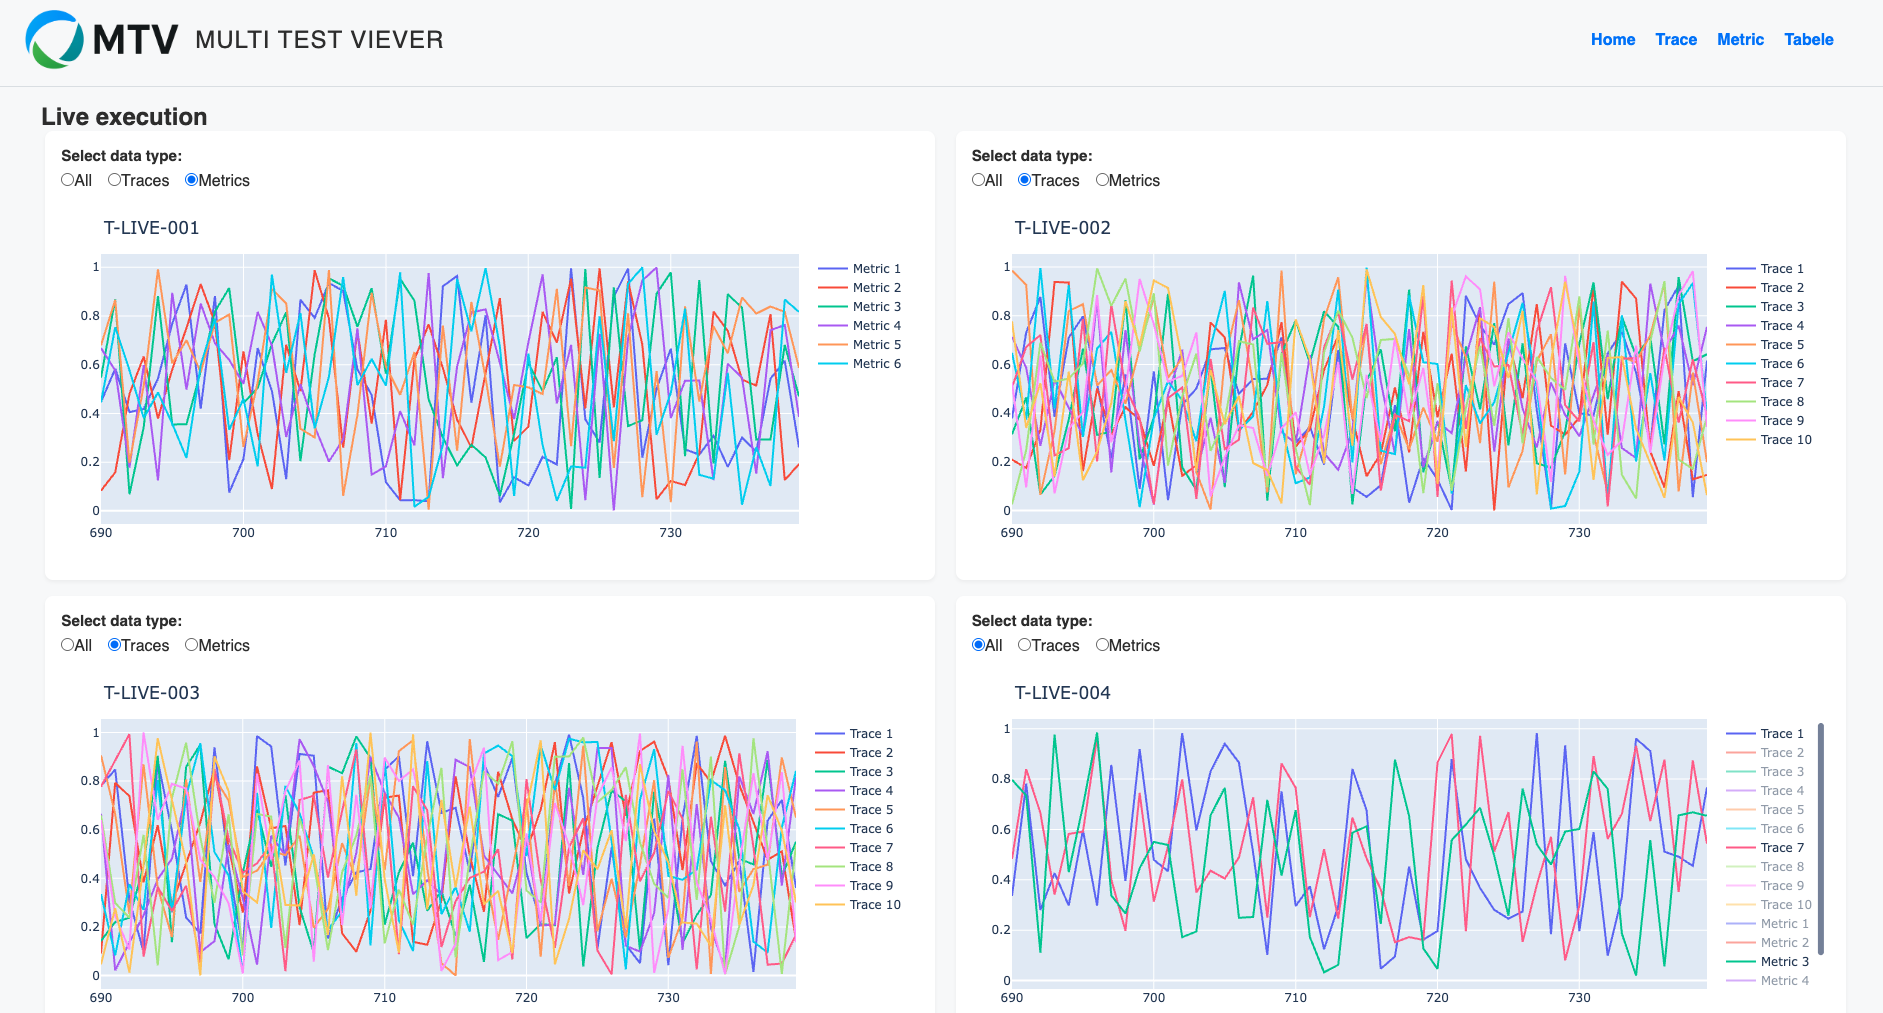 MTV MULTI TEST VIEVER
Home Trace Metric Tabele
Live execution
Select data type:
All Traces Metrics
T-LIVE-001
1
0.8
0.6
0.4
0.2
0
690 700 710 720 730
Metric 1
Metric 2
Metric 3
Metric 4
Metric 5
Metric 6
Select data type:
All Traces Metrics
T-LIVE-002
1
0.8
0.6
0.4
0.2
0
690 700 710 720 730
Trace 1
Trace 2
Trace 3
Trace 4
Trace 5
Trace 6
Trace 7
Trace 8
Trace 9
Trace 10
Select data type:
All Traces Metrics
T-LIVE-003
1
0.8
0.6
0.4
0.2
0
690 700 710 720 730
Trace 1
Trace 2
Trace 3
Trace 4
Trace 5
Trace 6
Trace 7
Trace 8
Trace 9
Trace 10
Select data type:
All Traces Metrics
T-LIVE-004
1
0.8
0.6
0.4
0.2
0
690 700 710 720 730
Trace 1
Trace 2
Trace 3
Trace 4
Trace 5
Trace 6
Trace 7
Trace 8
Trace 9
Trace 10
Metric 1
Metric 2
Metric 3
Metric 4